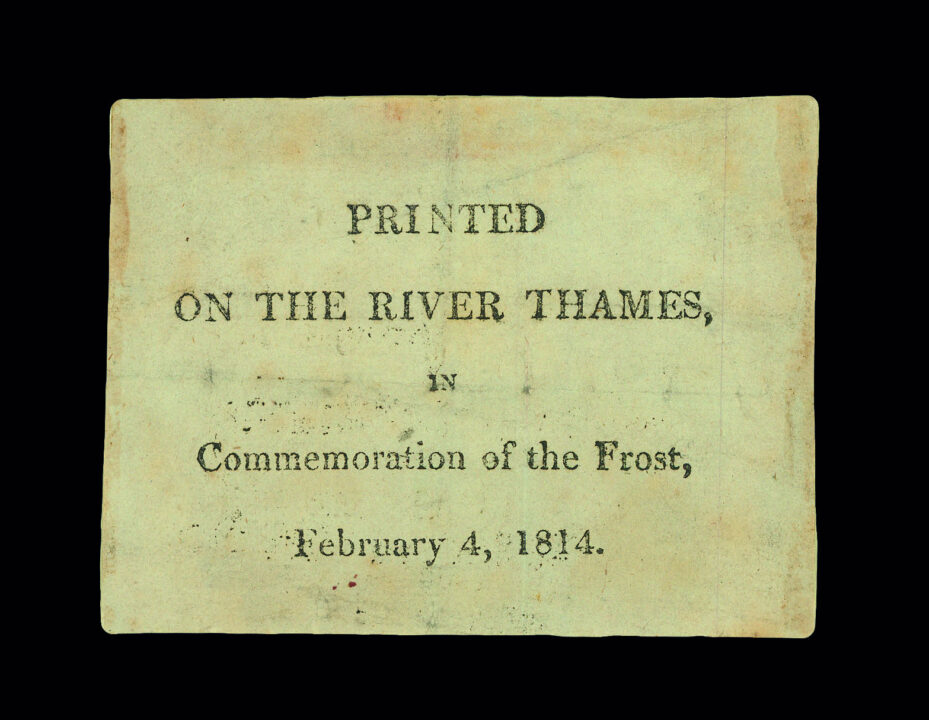 PRINTED
ON THE RIVER THAMES,
IN
Commemoration of the Frost,
February 4, 1814.